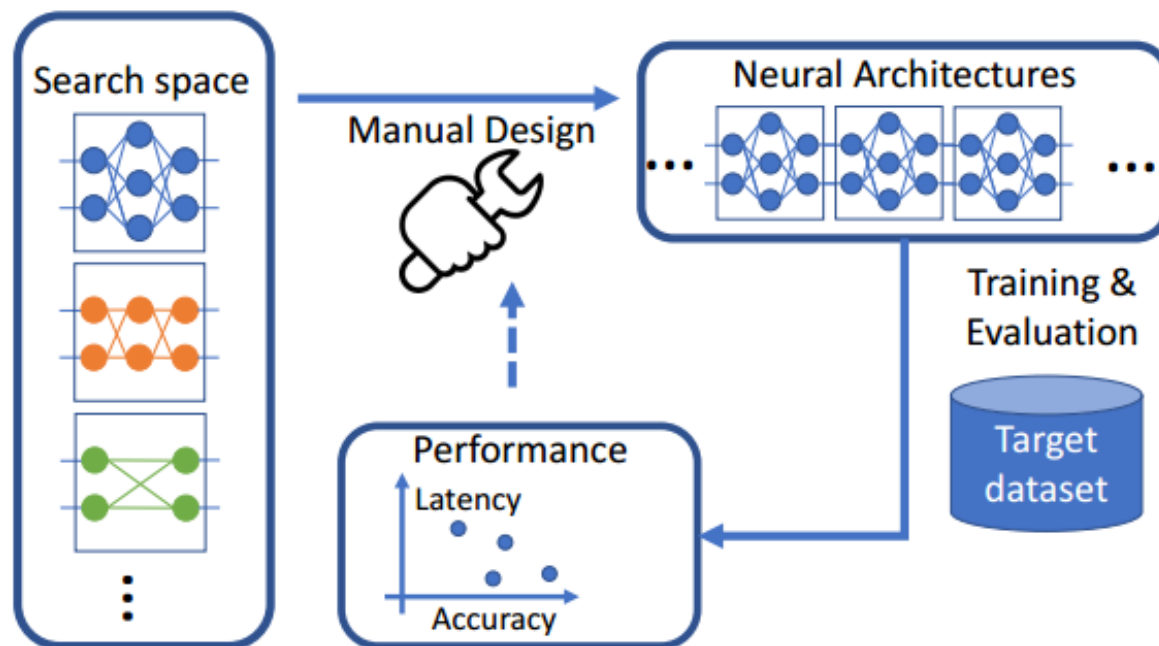 Search space
Manual Design
Neural Architectures
...
...
Training &
Evaluation
Target
dataset
Performance
Latency
Accuracy
...